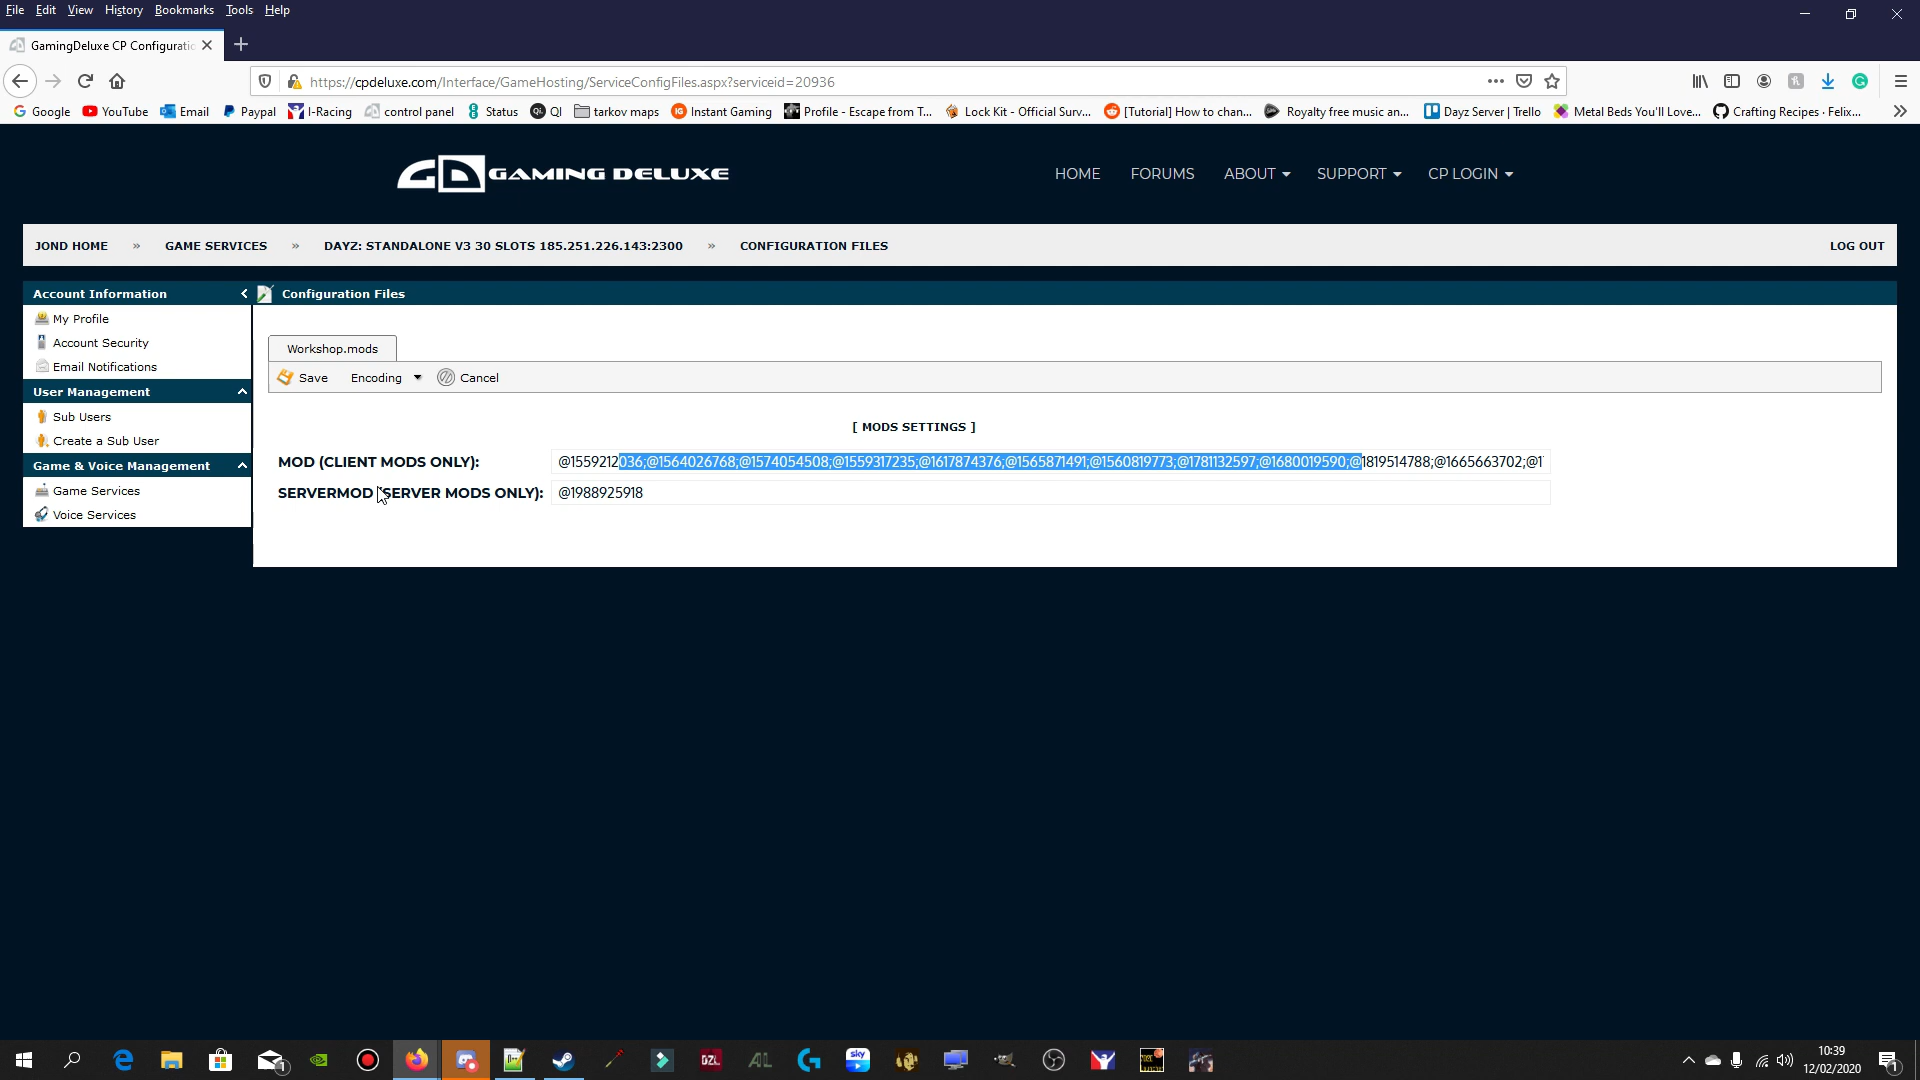 File Edit View History Bookmarks Tools Help
GamingDeluxe CP Configuratic
https://cpdeluxe.com/Interface/GameHosting/ServiceConfigFiles.aspx?serviceid=20936
Google YouTube Email Paypal I-Racing control panel Status QI tarkov maps Instant Gaming Profile - Escape from T... Lock Kit - Official Surv... [Tutorial] How to chan... Royalty free music an... Dayz Server | Trello Metal Beds You'll Love... Crafting Recipes · Felix...
GD GAMING DELUXE
HOME FORUMS ABOUT SUPPORT CP LOGIN
JOND HOME » GAME SERVICES » DAYZ: STANDALONE V3 30 SLOTS 185.251.226.143:2300 » CONFIGURATION FILES LOG OUT
Account Information
My Profile
Account Security
Email Notifications
User Management
Sub Users
Create a Sub User
Game & Voice Management
Game Services
Voice Services
Configuration Files
Workshop.mods
Save Encoding Cancel
[ MODS SETTINGS ]
MOD (CLIENT MODS ONLY): @1559212036;@1564026768;@1574054508;@1559317235;@1617874376;@1565871491;@1560819773;@1781132597;@1680019590;@1819514788;@1665663702;@1
SERVERMOD (SERVER MODS ONLY): @1988925918
DZL AL sky
10:39
12/02/2020